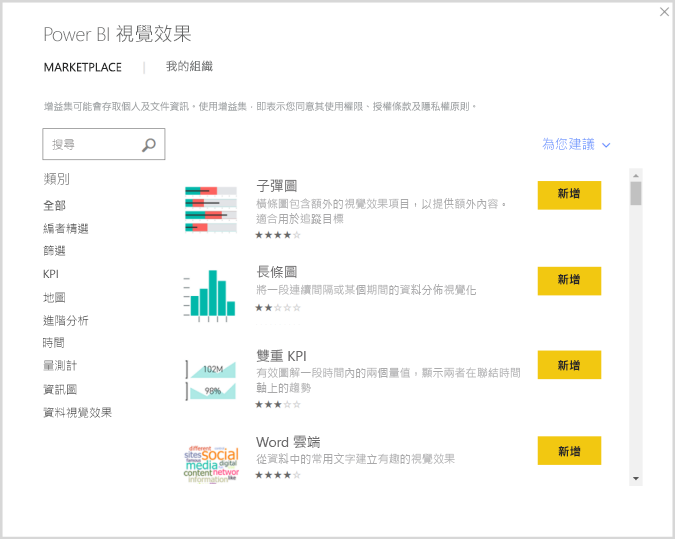 Power BI 視覺效果
MARKETPLACE | 我的組織
增益集可能會存取個人及文件資訊。使用增益集，即表示您同意其使用權限、授權條款及隱私權原則。
搜尋
為您建議
類別
全部
編者精選
篩選
KPI
地圖
進階分析
時間
量測計
資訊圖
資料視覺效果
子彈圖
橫條圖包含額外的視覺效果項目，以提供額外內容。
適合用於追蹤目標
★★★★☆
新增
長條圖
將一段連續間隔或某個期間的資料分佈視覺化
★★☆☆☆
新增
102M
98%
雙重 KPI
有效圖解一段時間內的兩個量值，顯示兩者在聯結時間
軸上的趨勢
★★★☆☆
新增
different
sites social
media digital
content networ
information like
Word 雲端
從資料中的常用文字建立有趣的視覺效果
★★★★☆
新增